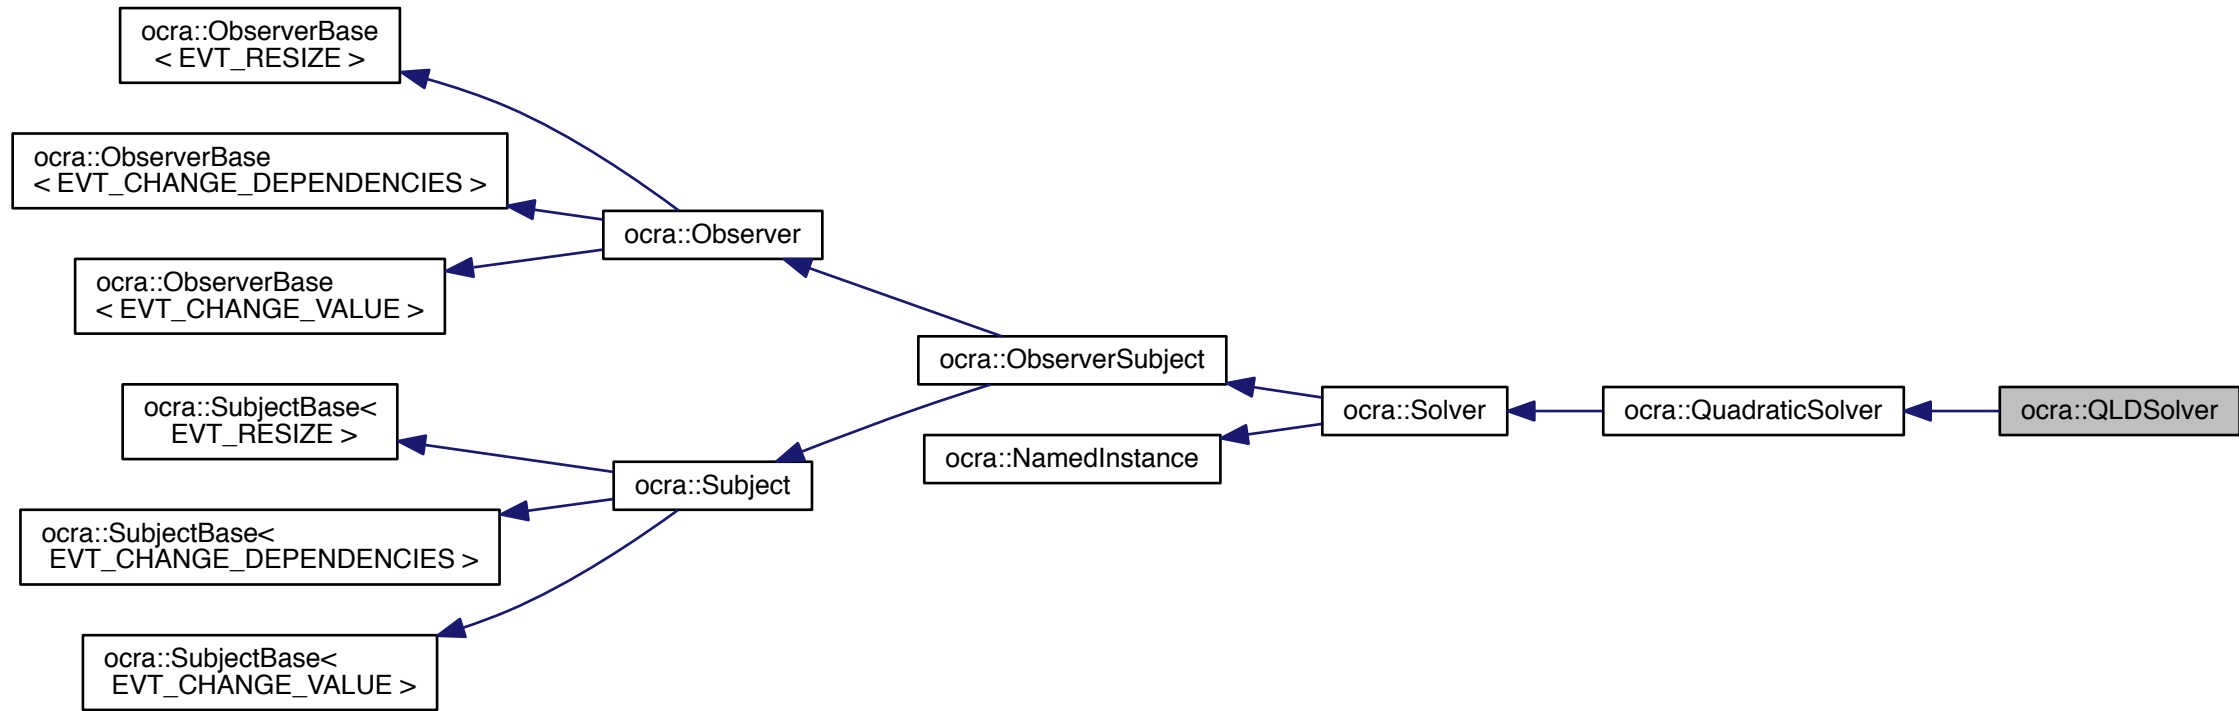 ocra::ObserverBase
< EVT_RESIZE >
ocra::ObserverBase
< EVT_CHANGE_DEPENDENCIES >
ocra::Observer
ocra::ObserverBase
< EVT_CHANGE_VALUE >
ocra::ObserverSubject
ocra::SubjectBase<
EVT_RESIZE >
ocra::Solver
ocra::QuadraticSolver
ocra::QLDSolver
ocra::NamedInstance
ocra::Subject
ocra::SubjectBase<
EVT_CHANGE_DEPENDENCIES >
ocra::SubjectBase<
EVT_CHANGE_VALUE >